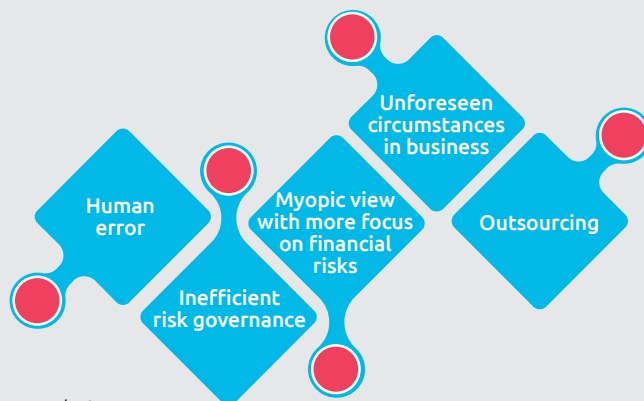 Human
error
Inefficient
risk governance
Myopic view
with more focus
on financial
risks
Unforeseen
circumstances
in business
Outsourcing